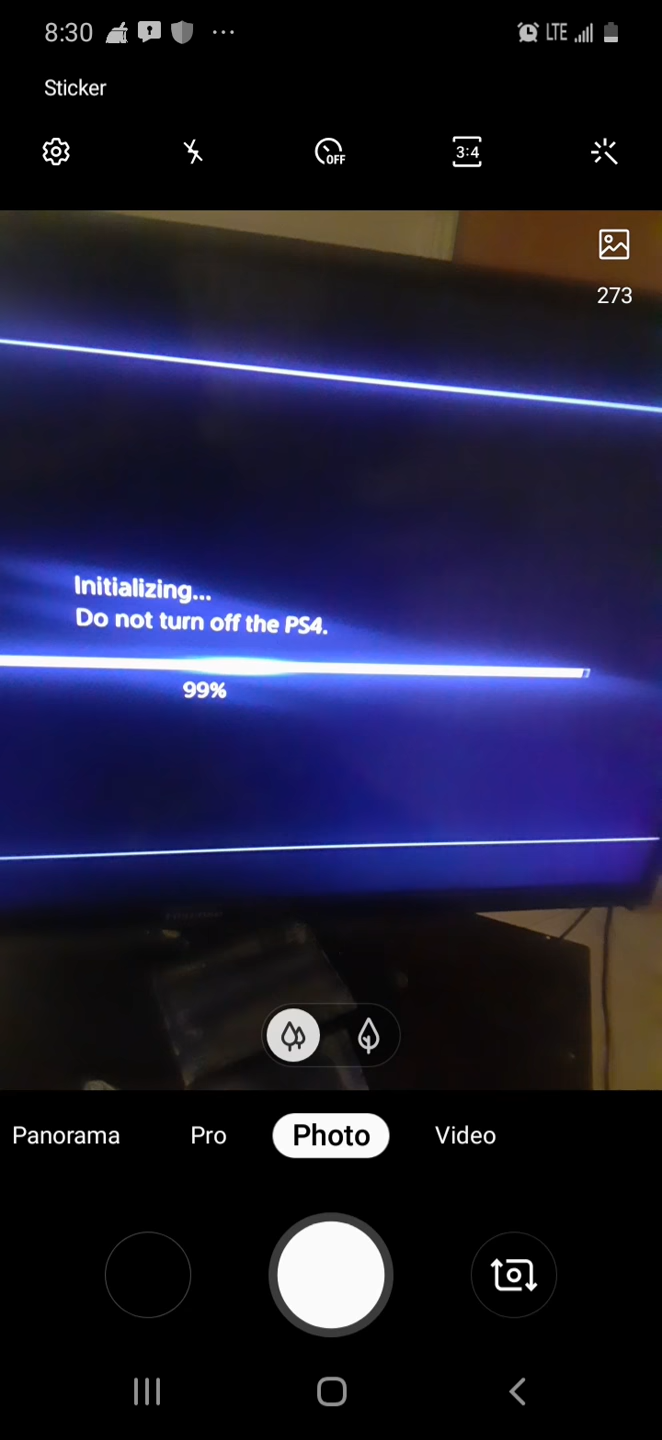 8:30
LTE
Sticker
OFF
3:4
273
Initializing...
Do not turn off the PS4.
99%
Panorama
Pro
Photo
Video